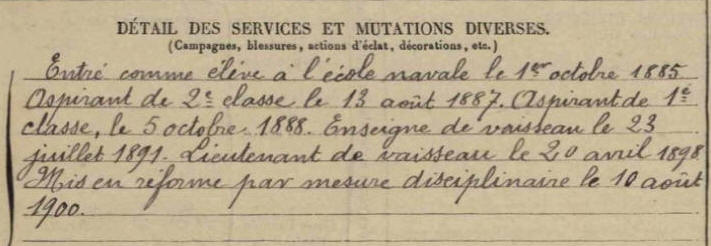 DÉTAIL DES SERVICES ET MUTATIONS DIVERSES.
(Campagnes, blessures, actions d'éclat, décorations, etc.)
Entré comme élève à l'école navale le 1er octobre 1885
Aspirant de 2e classe le 13 août 1887. Aspirant de 1e
classe, le 5 octobre 1888. Enseigne de vaisseau le 23
juillet 1891. Lieutenant de vaisseau le 20 avril 1898
Mis en réforme par mesure disciplinaire le 10 août
1900.